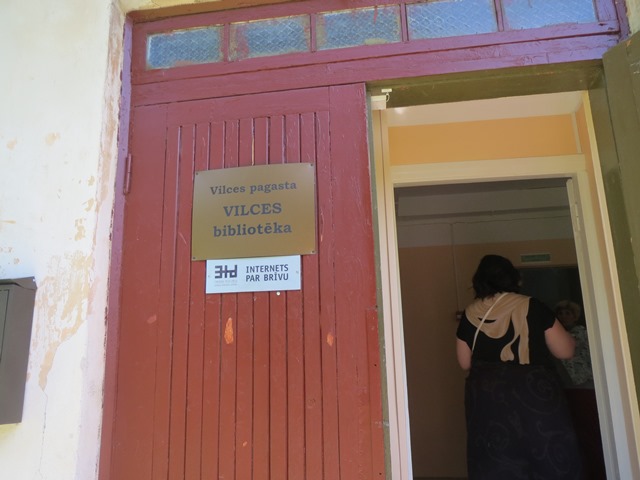 Vilces pagasta
VILCES
bibliotēka
INTERNETS
PAR BRĪVU